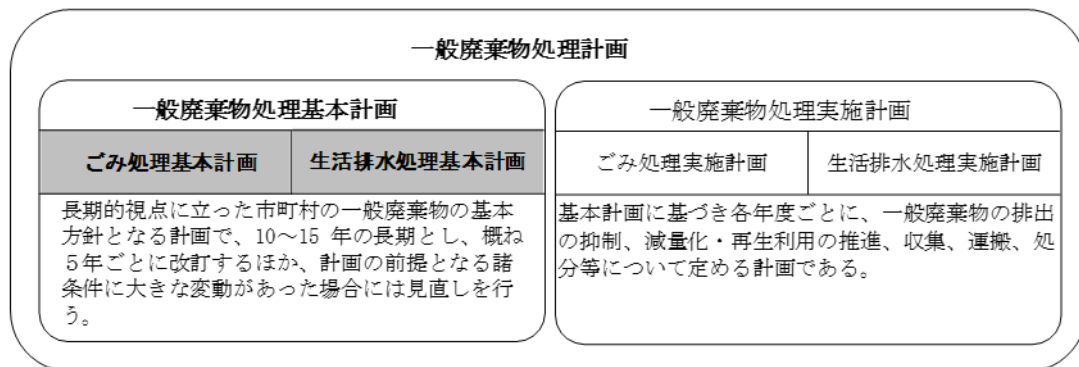 一般廃棄物処理計画
一般廃棄物処理基本計画
ごみ処理基本計画
生活排水処理基本計画
長期的視点に立った市町村の一般廃棄物の基本
方針となる計画で、10～15 年の長期とし、概ね
５年ごとに改訂するほか、計画の前提となる諸
条件に大きな変動があった場合には見直しを行
う。
一般廃棄物処理実施計画
ごみ処理実施計画
生活排水処理実施計画
基本計画に基づき各年度ごとに、一般廃棄物の排出
の抑制、減量化・再生利用の推進、収集、運搬、処
分等について定める計画である。